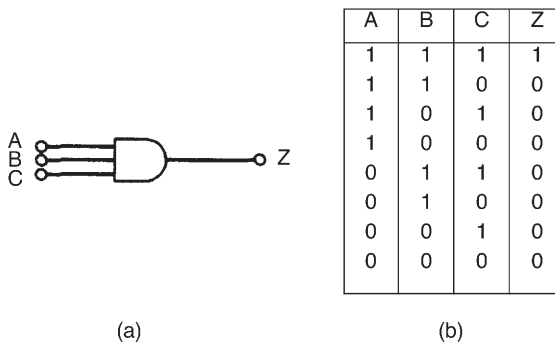 A
B
C
Z
(a)
A B C Z
1 1 1 1
1 1 0 0
1 0 1 0
1 0 0 0
0 1 1 0
0 1 0 0
0 0 1 0
0 0 0 0
(b)